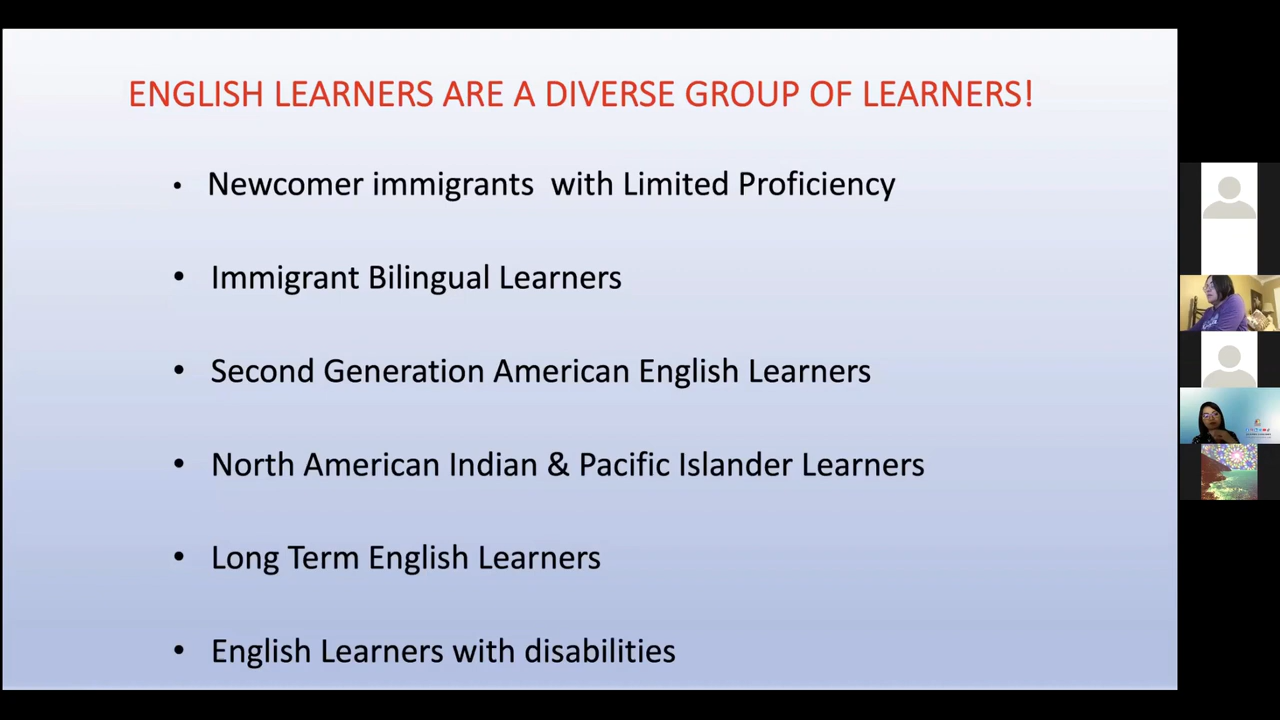 ENGLISH LEARNERS ARE A DIVERSE GROUP OF LEARNERS!
• Newcomer immigrants with Limited Proficiency
• Immigrant Bilingual Learners
• Second Generation American English Learners
• North American Indian & Pacific Islander Learners
• Long Term English Learners
• English Learners with disabilities